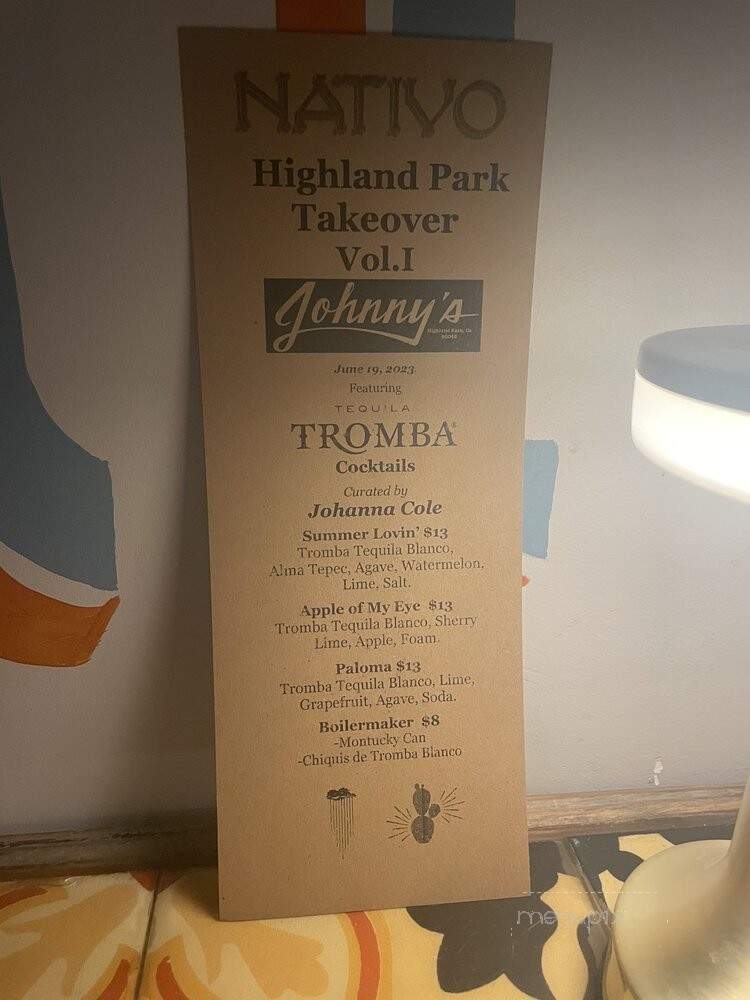 NATIVO
Highland Park
Takeover
Vol.I
Johnny's
Highland Park, Ca
June 19, 2023
Featuring
TEQUILA
TROMBA®
Cocktails
Curated by
Johanna Cole
Summer Lovin' $13
Tromba Tequila Blanco,
Alma Tepec, Agave, Watermelon,
Lime, Salt.
Apple of My Eye $13
Tromba Tequila Blanco, Sherry
Lime, Apple, Foam.
Paloma $13
Tromba Tequila Blanco, Lime,
Grapefruit, Agave, Soda.
Boilermaker $8
-Montucky Can
-Chiquis de Tromba Blanco